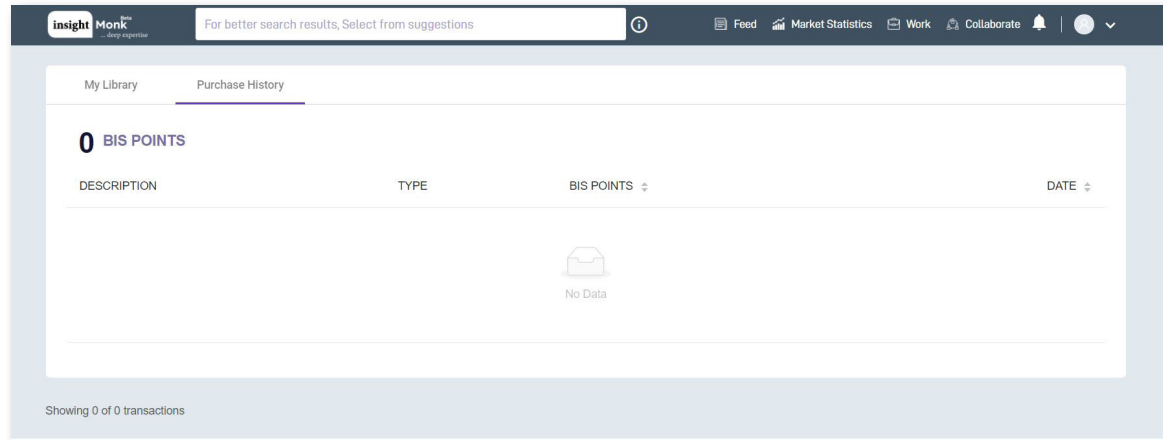 insight Monk Beta
... deep expertise
For better search results, Select from suggestions
Feed Market Statistics Work Collaborate
My Library Purchase History
0 BIS POINTS
DESCRIPTION TYPE BIS POINTS DATE
No Data
Showing 0 of 0 transactions